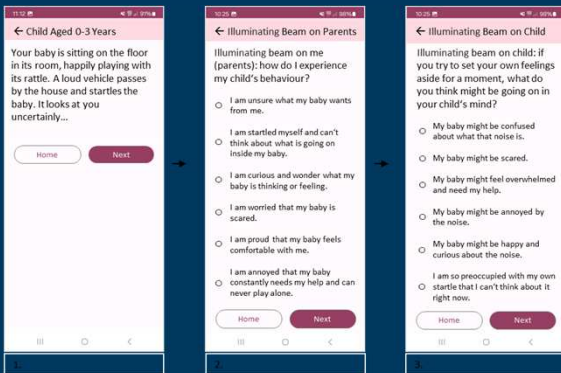 11:12 91%
← Child Aged 0-3 Years
Your baby is sitting on the floor
in its room, happily playing with
its rattle. A loud vehicle passes
by the house and startles the
baby. It looks at you
uncertainly...
Home Next
1.
10:25 98%
← Illuminating Beam on Parents
Illuminating beam on me
(parents): how do I experience
my child's behaviour?
I am unsure what my baby wants
from me.
I am startled myself and can't
think about what is going on
inside my baby.
I am curious and wonder what my
baby is thinking or feeling.
I am worried that my baby is
scared.
I am proud that my baby feels
comfortable with me.
I am annoyed that my baby
constantly needs my help and can
never play alone.
Home Next
2.
10:25 99%
← Illuminating Beam on Child
Illuminating beam on child: if
you try to set your own feelings
aside for a moment, what do
you think might be going on in
your child's mind?
My baby might be confused
about what that noise is.
My baby might be scared.
My baby might feel overwhelmed
and need my help.
My baby might be annoyed by
the noise.
My baby might be happy and
curious about the noise.
I am so preoccupied with my own
startle that I can't think about it
right now.
Home Next
3.